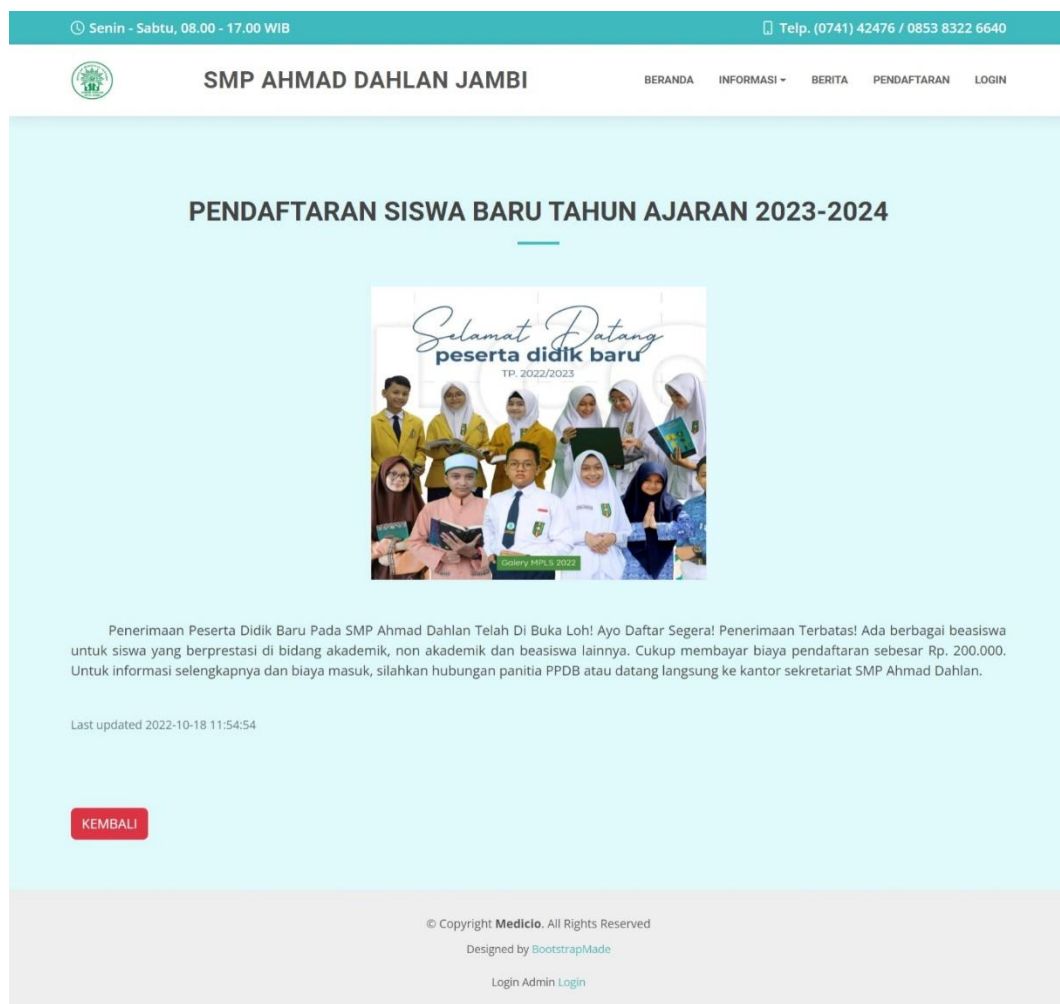 Senin - Sabtu, 08.00 - 17.00 WIB
Telp. (0741) 42476 / 0853 8322 6640
SMP AHMAD DAHLAN JAMBI
BERANDA
INFORMASI
BERITA
PENDAFTARAN
LOGIN
PENDAFTARAN SISWA BARU TAHUN AJARAN 2023-2024
Selamat Datang
peserta didik baru
TP. 2022/2023
Galery MPLS 2022
Penerimaan Peserta Didik Baru Pada SMP Ahmad Dahlan Telah Di Buka Loh! Ayo Daftar Segera! Penerimaan Terbatas! Ada berbagai beasiswa
untuk siswa yang berprestasi di bidang akademik, non akademik dan beasiswa lainnya. Cukup membayar biaya pendaftaran sebesar Rp. 200.000.
Untuk informasi selengkapnya dan biaya masuk, silahkan hubungan panitia PPDB atau datang langsung ke kantor sekretariat SMP Ahmad Dahlan.
Last updated 2022-10-18 11:54:54
KEMBALI
© Copyright Medicio. All Rights Reserved
Designed by BootstrapMade
Login Admin Login